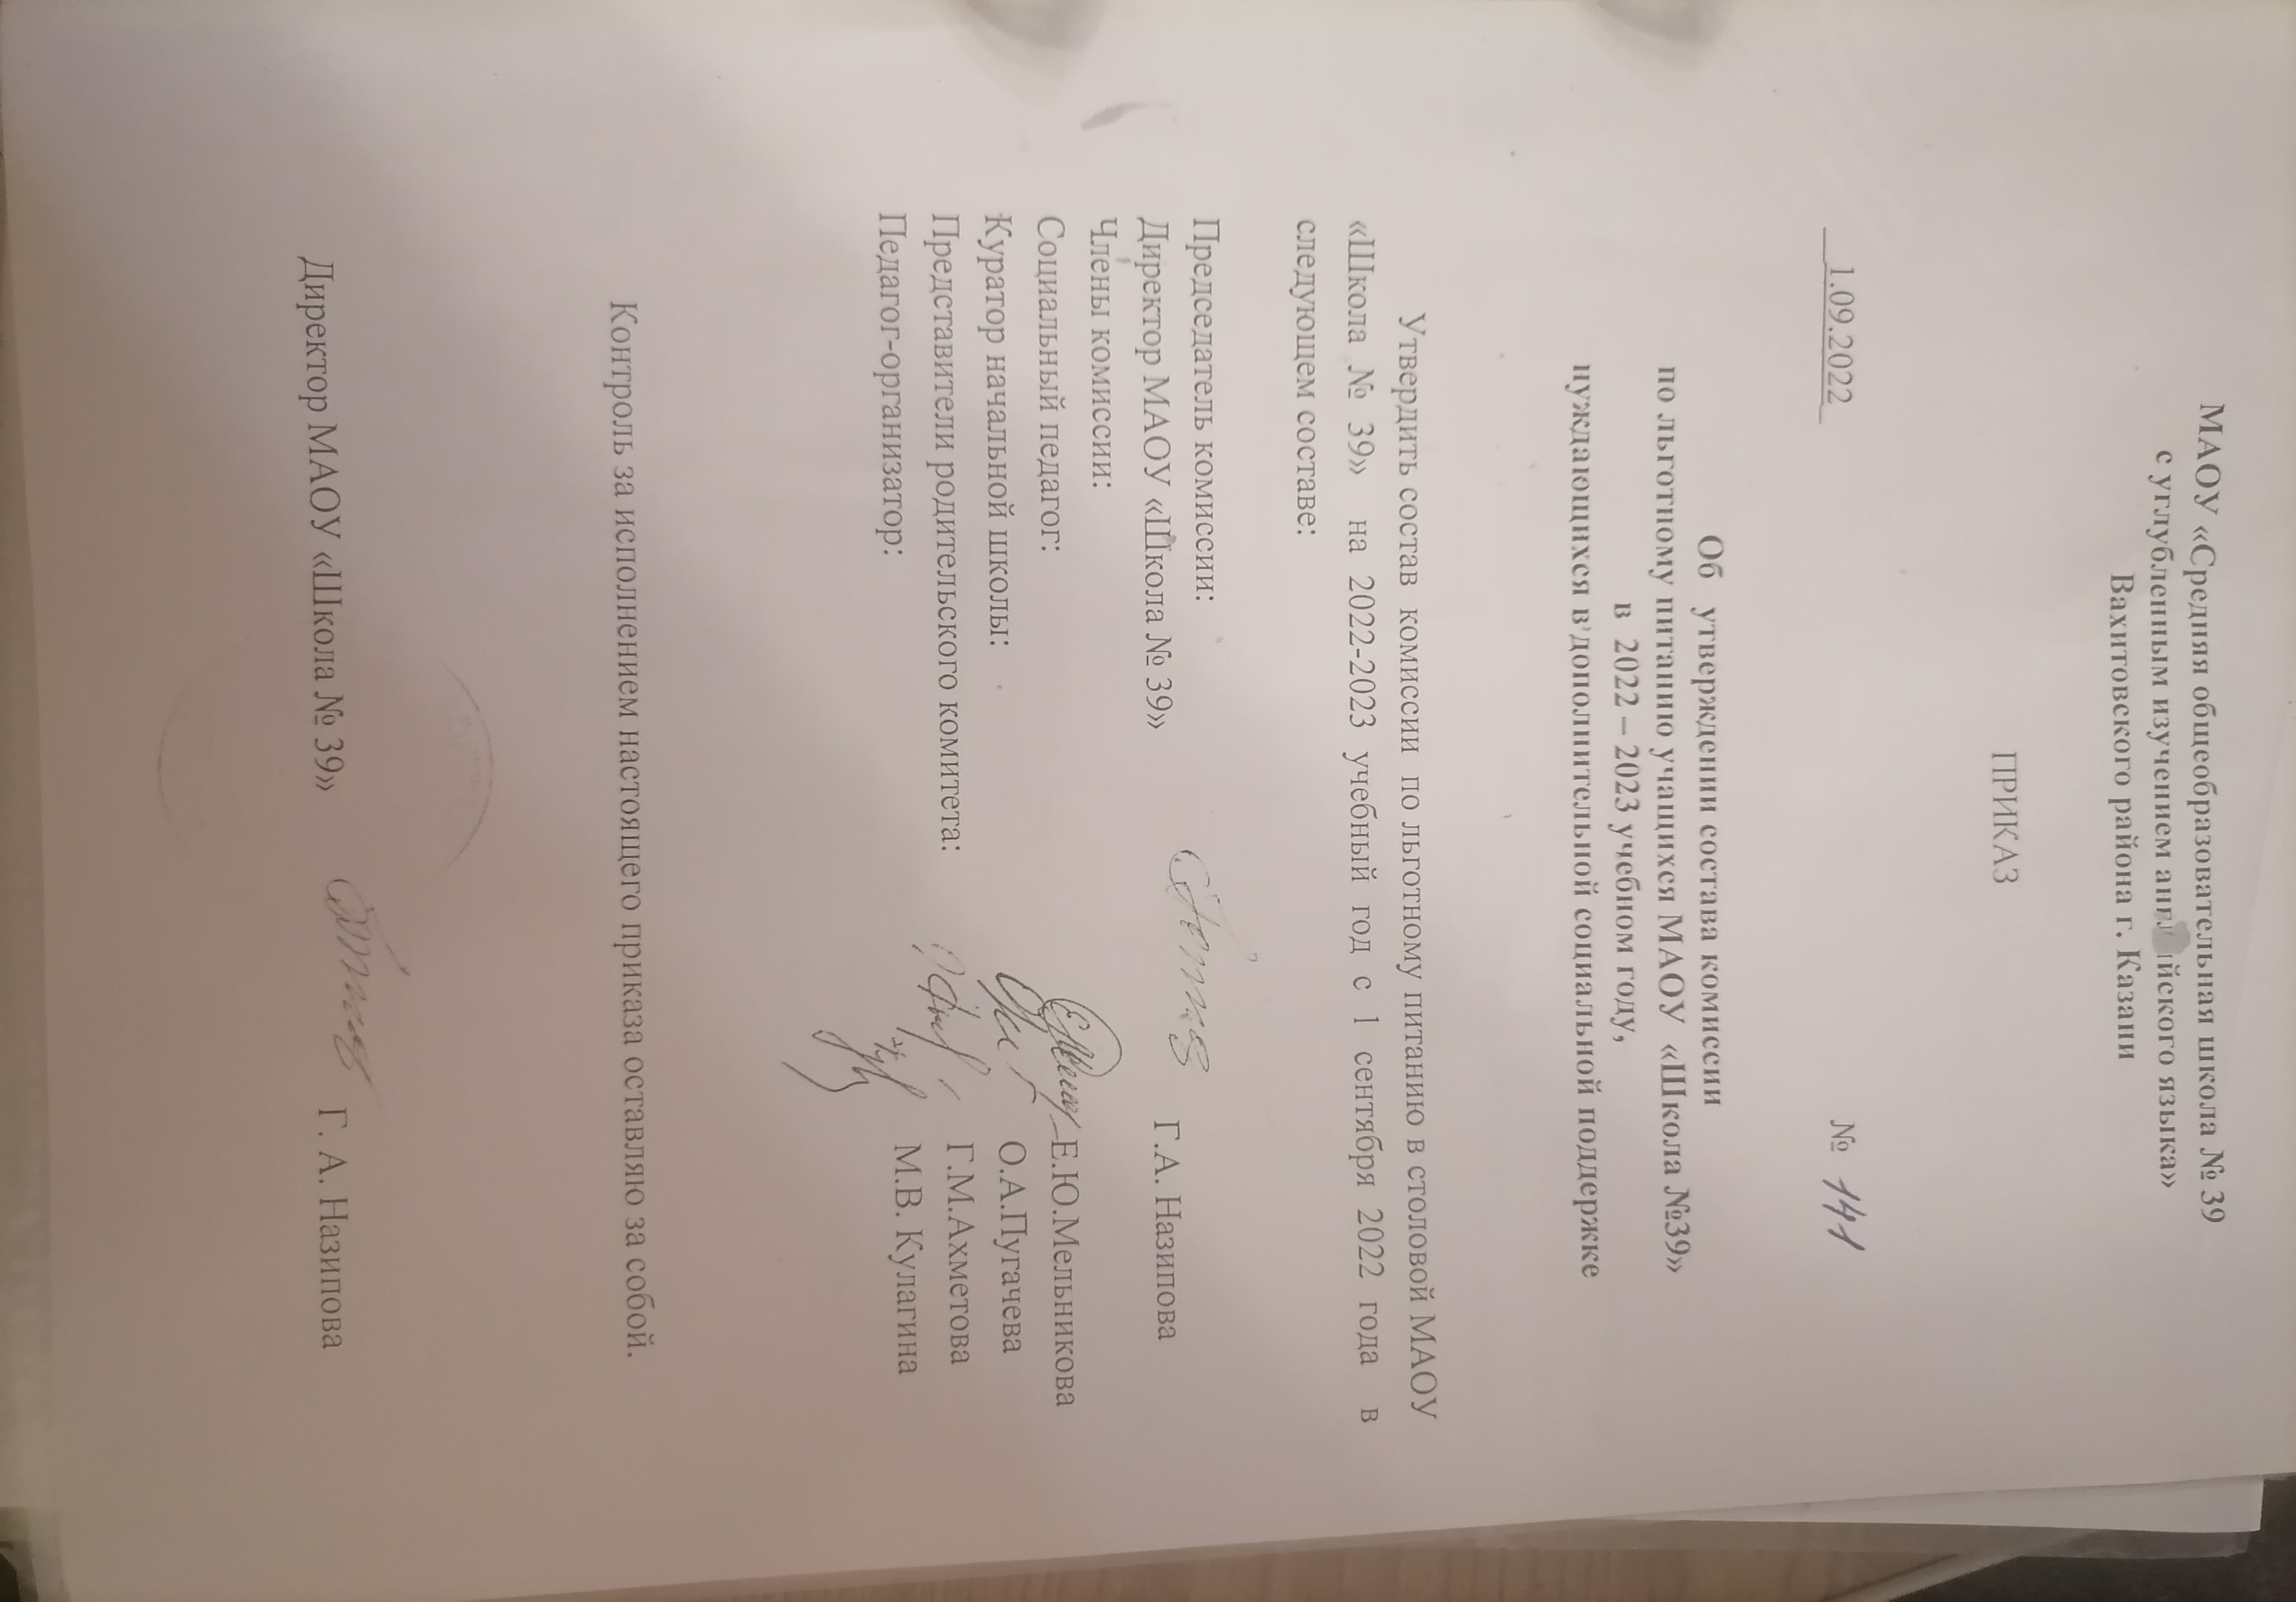 МАОУ «Средняя общеобразовательная школа № 39
с углубленным изучением английского языка»
Вахитовского района г. Казани
ПРИКАЗ
1.09.2022 № 141
Об утверждении состава комиссии
по льготному питанию учащихся МАОУ «Школа №39»
в 2022 – 2023 учебном году,
нуждающихся в дополнительной социальной поддержке
Утвердить состав комиссии по льготному питанию в столовой МАОУ
«Школа № 39» на 2022-2023 учебный год с 1 сентября 2022 года в
следующем составе:
Председатель комиссии:
Директор МАОУ «Школа № 39» Г.А. Назипова
Члены комиссии:
Социальный педагог: Е.Ю.Мельникова
Куратор начальной школы: О.А.Пугачева
Представители родительского комитета: Г.М.Ахметова
Педагог-организатор: М.В. Кулагина
Контроль за исполнением настоящего приказа оставляю за собой.
Директор МАОУ «Школа № 39» Г. А. Назипова